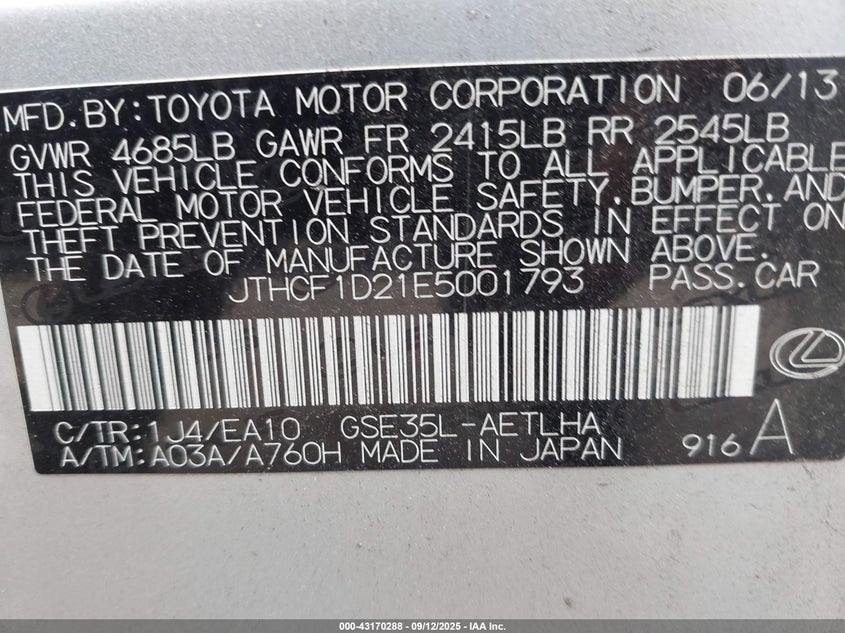 MFD.BY:TOYOTA MOTOR CORPORATION 06/13
GVWR 4685LB GAWR FR 2415LB RR 2545LB
THIS VEHICLE CONFORMS TO ALL APPLICABLE
FEDERAL MOTOR VEHICLE SAFETY,BUMPER,AND
THEFT PREVENTION STANDARDS IN EFFECT ON
THE DATE OF MANUFACTURE SHOWN ABOVE.
JTHCF1D21E5001793 PASS.CAR
C/TR:1J4/EA10 GSE35L-AETLHA
A/TM:A03A/A760H MADE IN JAPAN 916A
000-43170288 - 09/12/2025 - IAA Inc.